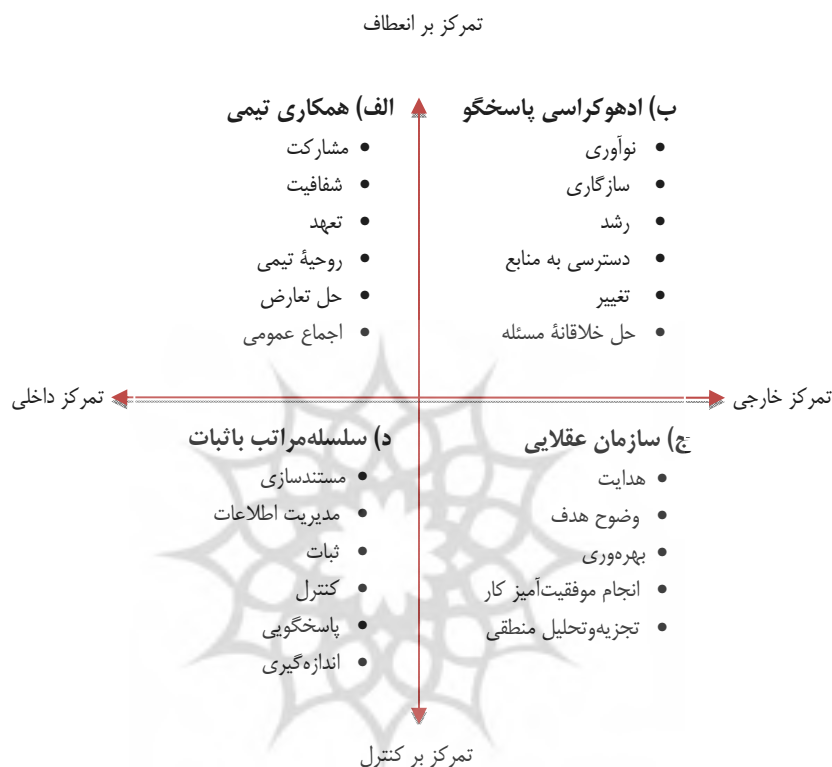 تمرکز بر انعطاف
الف) همکاری تیمی
• مشارکت
• شفافیت
• تعهد
• روحیهٔ تیمی
• حل تعارض
• اجماع عمومی
ب) ادهوکراسی پاسخگو
• نوآوری
• سازگاری
• رشد
• دسترسی به منابع
• تغییر
• حل خلاقانهٔ مسئله
تمرکز خارجی
تمرکز داخلی
ج) سازمان عقلایی
• هدایت
• وضوح هدف
• بهره‌وری
• انجام موفقیت‌آمیز کار
• تجزیه‌وتحلیل منطقی
د) سلسله‌مراتب باثبات
• مستندسازی
• مدیریت اطلاعات
• ثبات
• کنترل
• پاسخگویی
• اندازه‌گیری
تمرکز بر کنترل